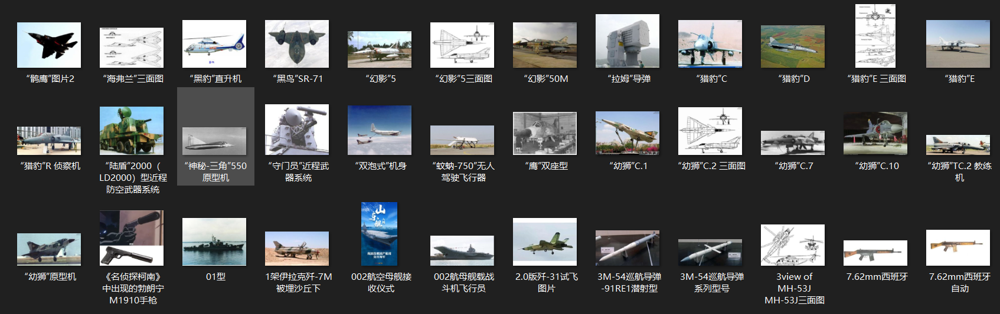 “鹘鹰”图片2
“海弗兰”三面图
“黑豹”直升机
“黑鸟”SR-71
“幻影”5
“幻影”5三面图
“幻影”50M
“拉姆”导弹
“猎豹”C
“猎豹”D
“猎豹”E 三面图
“猎豹”E
“猎豹”R 侦察机
“陆盾”2000（
LD2000）型近程
防空武器系统
“神秘-三角”550
原型机
“守门员”近程武
器系统
“双泡式”机身
“蚊蚋-750”无人
驾驶飞行器
“鹰”双座型
“幼狮”C.1
“幼狮”C.2 三面图
“幼狮”C.7
“幼狮”C.10
“幼狮”TC.2 教练
机
“幼狮”原型机
《名侦探柯南》
中出现的勃朗宁
M1910手枪
01型
1架伊拉克歼-7M
被埋沙丘下
山东舰
002航空母舰接
收仪式
002航母舰载战
斗机飞行员
2.0版歼-31试飞
图片
3M-54巡航导弹
-91RE1潜射型
3M-54巡航导弹
系列型号
3view of
MH-53J
MH-53J三面图
7.62mm西班牙
7.62mm西班牙
自动